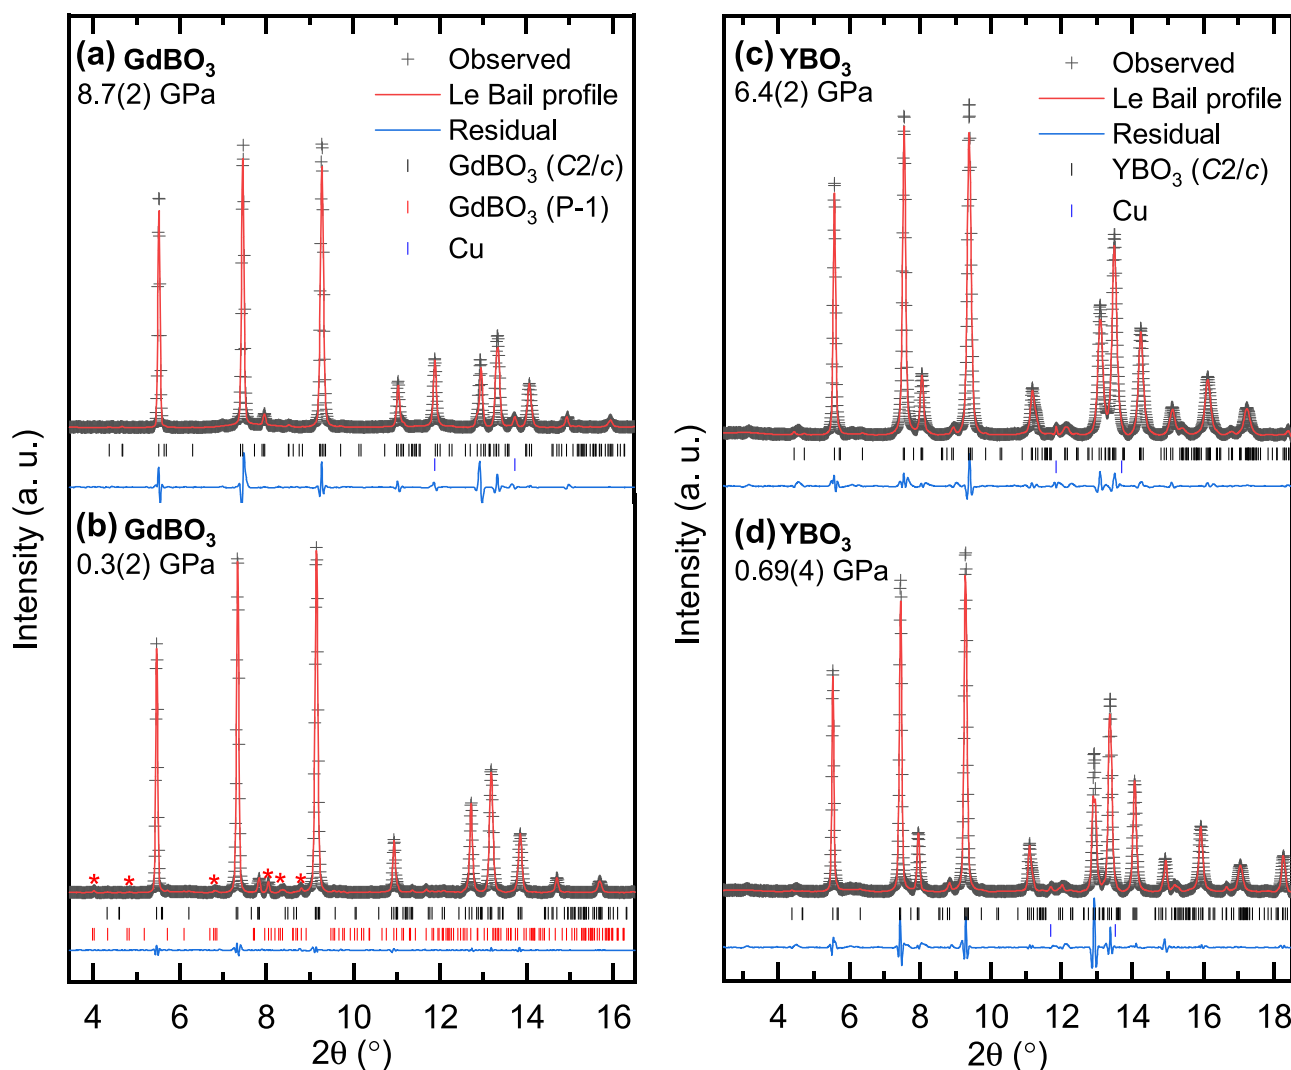 (a) GdBO₃
8.7(2) GPa
Observed
Le Bail profile
Residual
GdBO₃ (C2/c)
GdBO₃ (P-1)
Cu
(b) GdBO₃
0.3(2) GPa
* * * * * *
Intensity (a. u.)
4 6 8 10 12 14 16
2θ (°)
(c) YBO₃
6.4(2) GPa
Observed
Le Bail profile
Residual
YBO₃ (C2/c)
Cu
(d) YBO₃
0.69(4) GPa
Intensity (a. u.)
4 6 8 10 12 14 16 18
2θ (°)